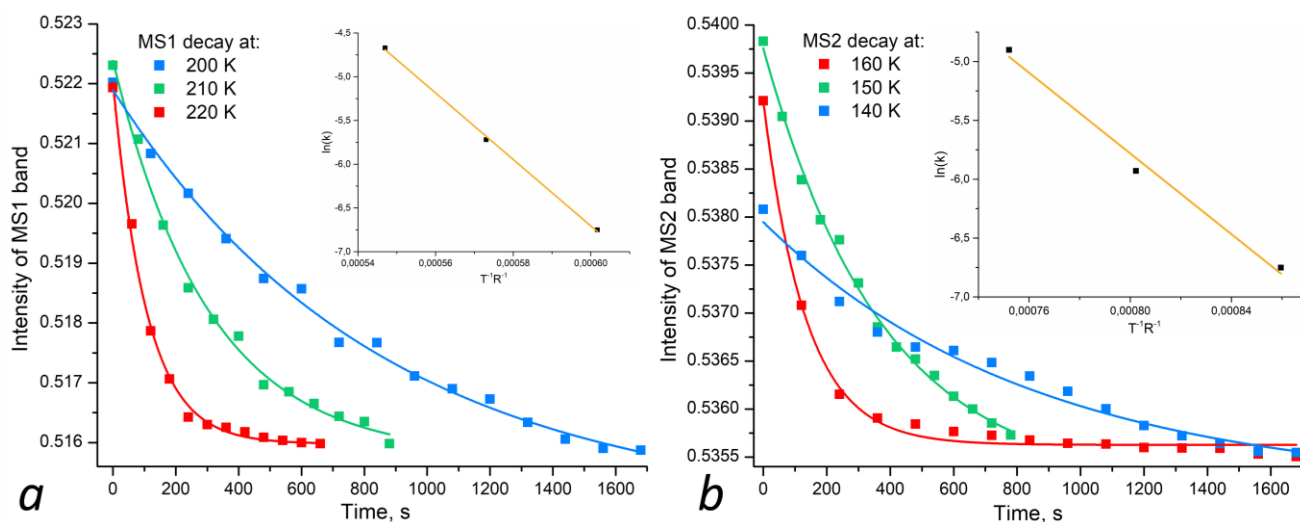 0.523
0.522
0.521
0.520
0.519
0.518
0.517
0.516
Intensity of MS1 band
0 200 400 600 800 1000 1200 1400 1600
Time, s
a
MS1 decay at:
200 K
210 K
220 K
-4,5
-5,0
-5,5
-6,0
-6,5
-7,0
ln(k)
0,00054 0,00056 0,00058 0,00060
T⁻¹R⁻¹
0.5400
0.5395
0.5390
0.5385
0.5380
0.5375
0.5370
0.5365
0.5360
0.5355
Intensity of MS2 band
0 200 400 600 800 1000 1200 1400 1600
Time, s
b
MS2 decay at:
160 K
150 K
140 K
-5,0
-5,5
-6,0
-6,5
-7,0
ln(k)
0,00076 0,00080 0,00084
T⁻¹R⁻¹